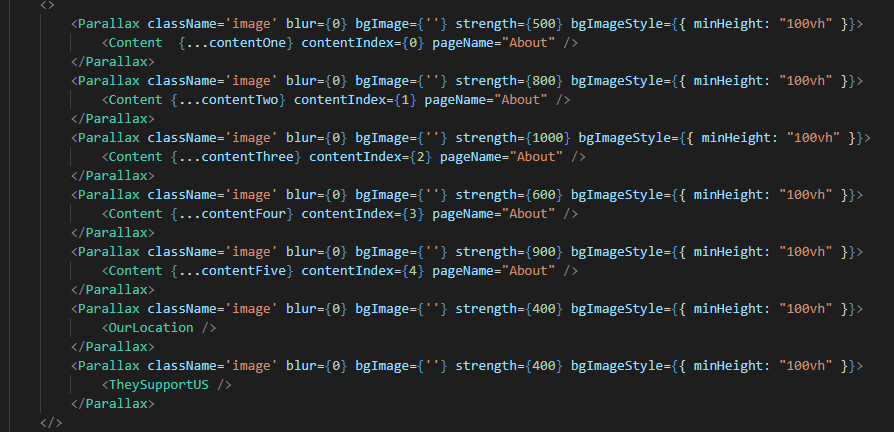 <>
<Parallax className='image' blur={0} bgImage={''} strength={500} bgImageStyle={{ minHeight: "100vh" }}>
<Content  {...contentOne} contentIndex={0} pageName="About" />
</Parallax>
<Parallax className='image' blur={0} bgImage={''} strength={800} bgImageStyle={{ minHeight: "100vh" }}>
<Content {...contentTwo} contentIndex={1} pageName="About" />
</Parallax>
<Parallax className='image' blur={0} bgImage={''} strength={1000} bgImageStyle={{ minHeight: "100vh" }}>
<Content {...contentThree} contentIndex={2} pageName="About" />
</Parallax>
<Parallax className='image' blur={0} bgImage={''} strength={600} bgImageStyle={{ minHeight: "100vh" }}>
<Content {...contentFour} contentIndex={3} pageName="About" />
</Parallax>
<Parallax className='image' blur={0} bgImage={''} strength={900} bgImageStyle={{ minHeight: "100vh" }}>
<Content {...contentFive} contentIndex={4} pageName="About" />
</Parallax>
<Parallax className='image' blur={0} bgImage={''} strength={400} bgImageStyle={{ minHeight: "100vh" }}>
<OurLocation />
</Parallax>
<Parallax className='image' blur={0} bgImage={''} strength={400} bgImageStyle={{ minHeight: "100vh" }}>
<TheySupportUS />
</Parallax>
</>